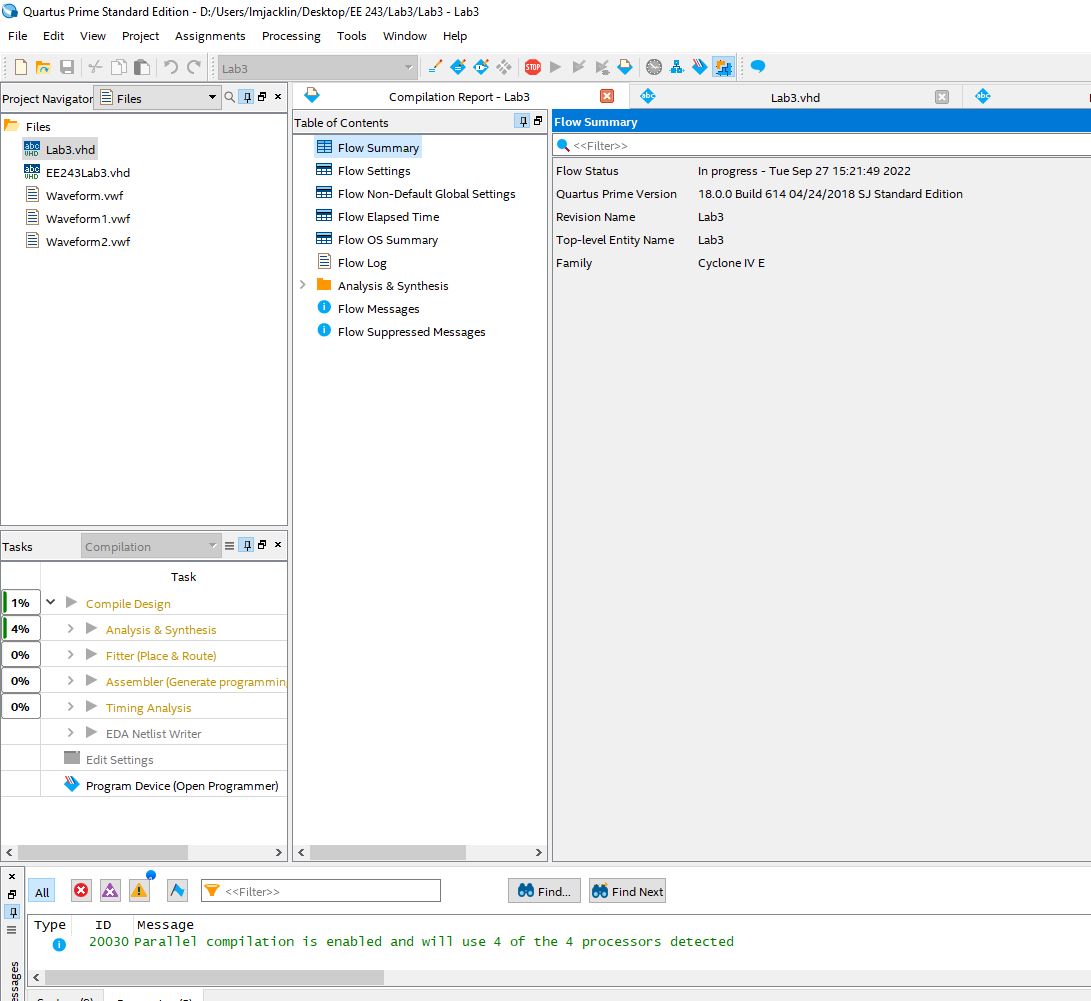 Quartus Prime Standard Edition - D:/Users/lmjacklin/Desktop/EE 243/Lab3/Lab3 - Lab3
File Edit View Project Assignments Processing Tools Window Help
Lab3
STOP
Project Navigator Files
Compilation Report - Lab3
abc Lab3.vhd
abc
Files
abc VHD Lab3.vhd
abc VHD EE243Lab3.vhd
Waveform.vwf
Waveform1.vwf
Waveform2.vwf
Table of Contents
Flow Summary
Flow Settings
Flow Non-Default Global Settings
Flow Elapsed Time
Flow OS Summary
Flow Log
Analysis & Synthesis
Flow Messages
Flow Suppressed Messages
Flow Summary
<<Filter>>
Flow Status In progress - Tue Sep 27 15:21:49 2022
Quartus Prime Version 18.0.0 Build 614 04/24/2018 SJ Standard Edition
Revision Name Lab3
Top-level Entity Name Lab3
Family Cyclone IV E
Tasks Compilation
Task
1% Compile Design
4% Analysis & Synthesis
0% Fitter (Place & Route)
0% Assembler (Generate programmin
0% Timing Analysis
EDA Netlist Writer
Edit Settings
Program Device (Open Programmer)
All <<Filter>> Find... Find Next
Type ID Message
20030 Parallel compilation is enabled and will use 4 of the 4 processors detected